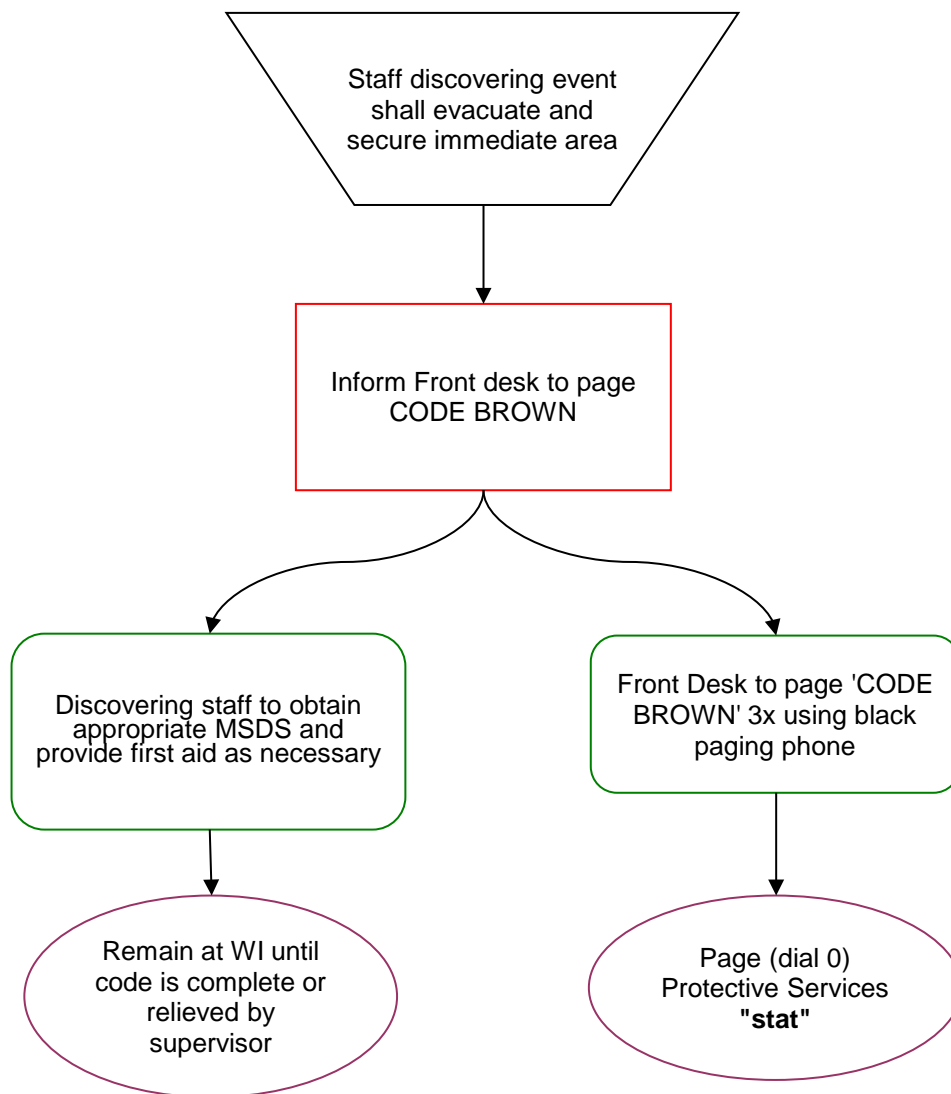 Staff discovering event
shall evacuate and
secure immediate area
Inform Front desk to page
CODE BROWN
Discovering staff to obtain
appropriate MSDS and
provide first aid as necessary
Front Desk to page 'CODE
BROWN' 3x using black
paging phone
Remain at WI until
code is complete or
relieved by
supervisor
Page (dial 0)
Protective Services
"stat"